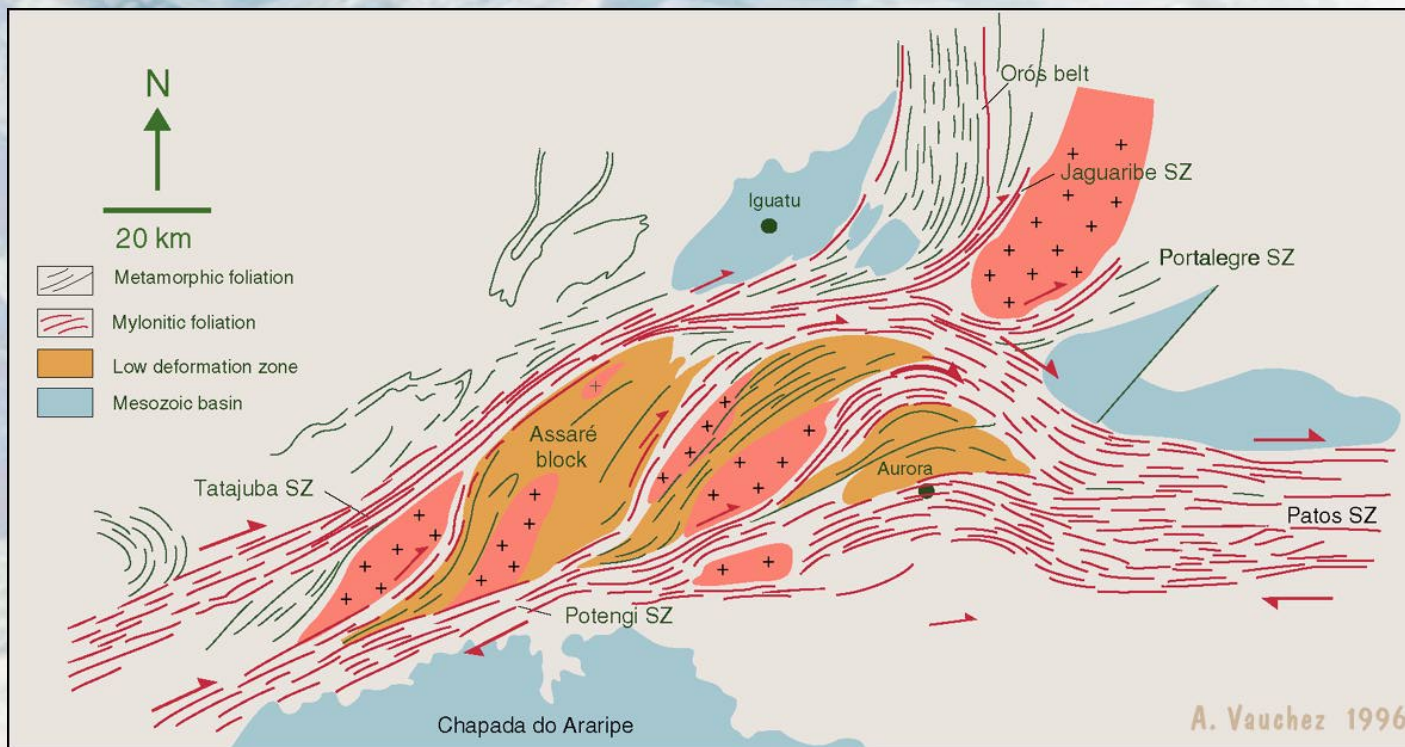 N
20 km
Metamorphic foliation
Mylonitic foliation
Low deformation zone
Mesozoic basin
Orós belt
Jaguaribe SZ
Iguatu
Portalegre SZ
Assaré
block
Aurora
Tatajuba SZ
Patos SZ
Potengi SZ
Chapada do Araripe
A. Vauchez 1996